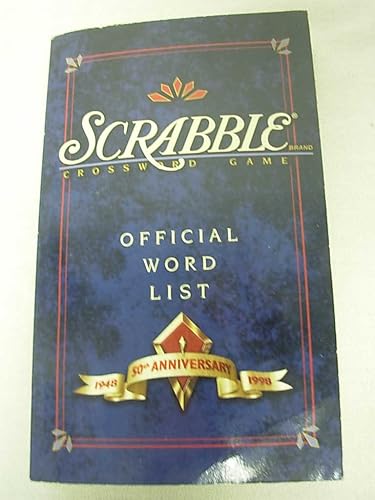 SCRABBLE®
BRAND
CROSSWORD GAME
OFFICIAL
WORD
LIST
1948 50th ANNIVERSARY 1998